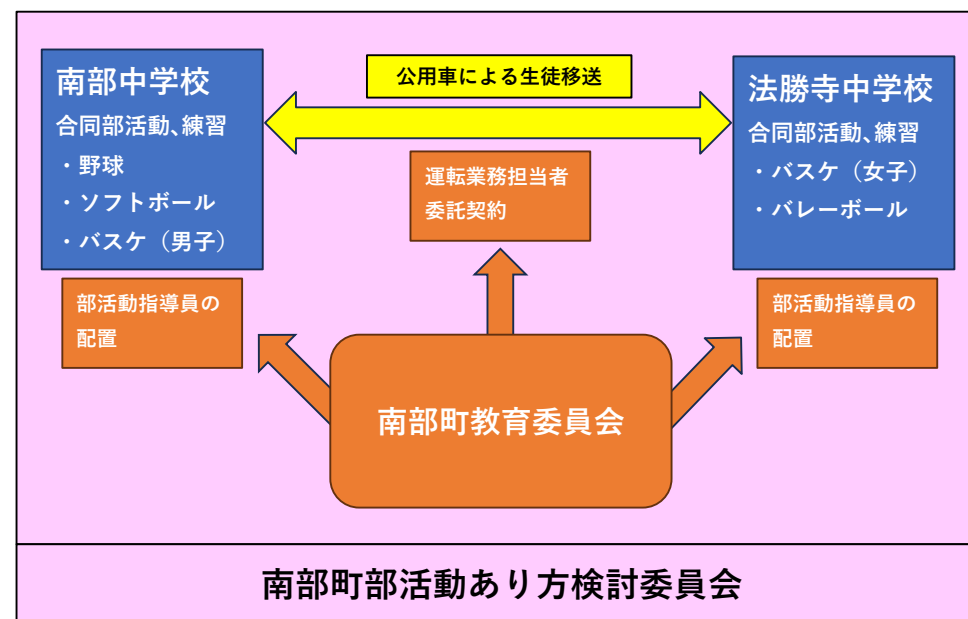 南部中学校
合同部活動、練習
・野球
・ソフトボール
・バスケ（男子）
公用車による生徒移送
法勝寺中学校
合同部活動、練習
・バスケ（女子）
・バレーボール
運転業務担当者
委託契約
部活動指導員の
配置
部活動指導員の
配置
南部町教育委員会
南部町部活動あり方検討委員会